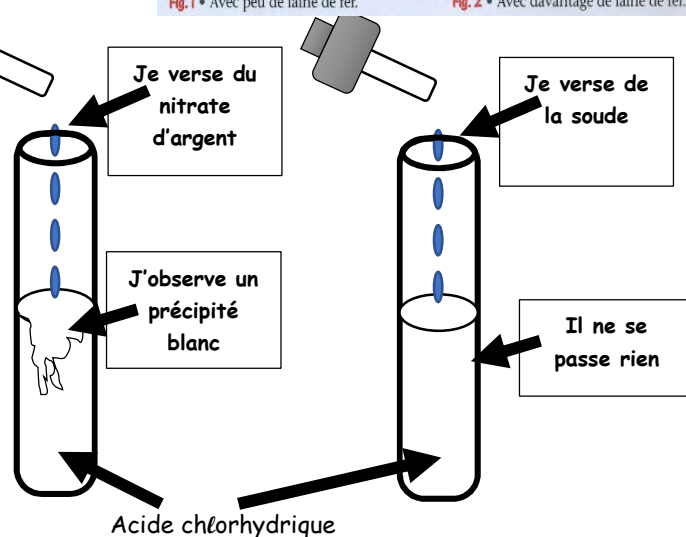 Fig. 1 • Avec peu de laine de fer.
Fig. 2 • Avec davantage de laine de fer.
Je verse du
nitrate
d'argent
Je verse de
la soude
J'observe un
précipité
blanc
Il ne se
passe rien
Acide chlorhydrique